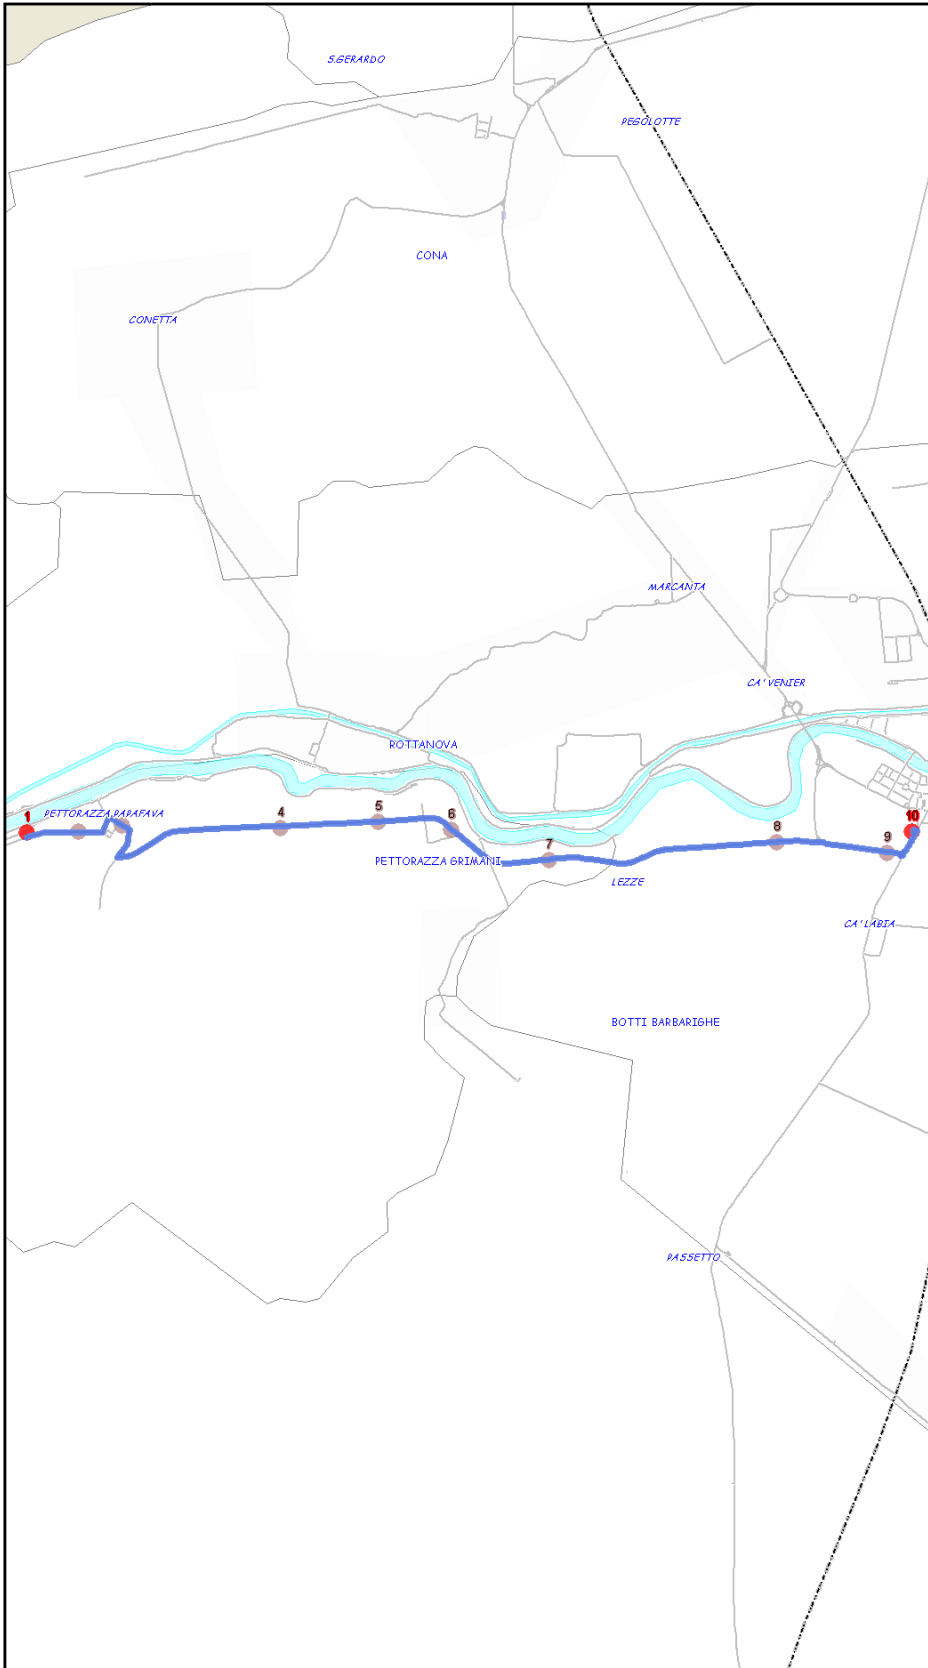 S.GERARDO
PEGOLOTTE
CONA
CONETTA
MARCANTA
CA' VENIER
ROTTANOVA
PETTORAZZA PAPAFAVA
1
4
5
6
7
8
9
10
PETTORAZZA GRIMANI
LEZZE
CA' LABIA
BOTTI BARBARIGHE
PASSETTO